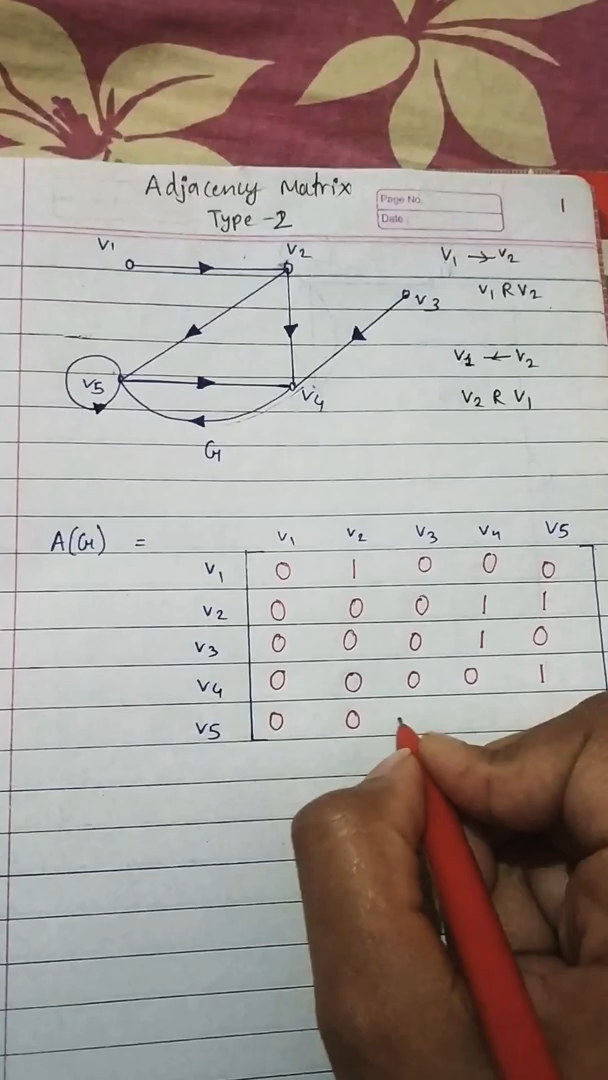 Adjacency Matrix
Type -2
Page No.
Date
1
V1
V2
V3
V4
V5
G
V1 → V2
V1 R V2
V1 ← V2
V2 R V1
A(G) =
V1 V2 V3 V4 V5
V1 0 1 0 0 0
V2 0 0 0 1 1
V3 0 0 0 1 0
V4 0 0 0 0 1
V5 0 0